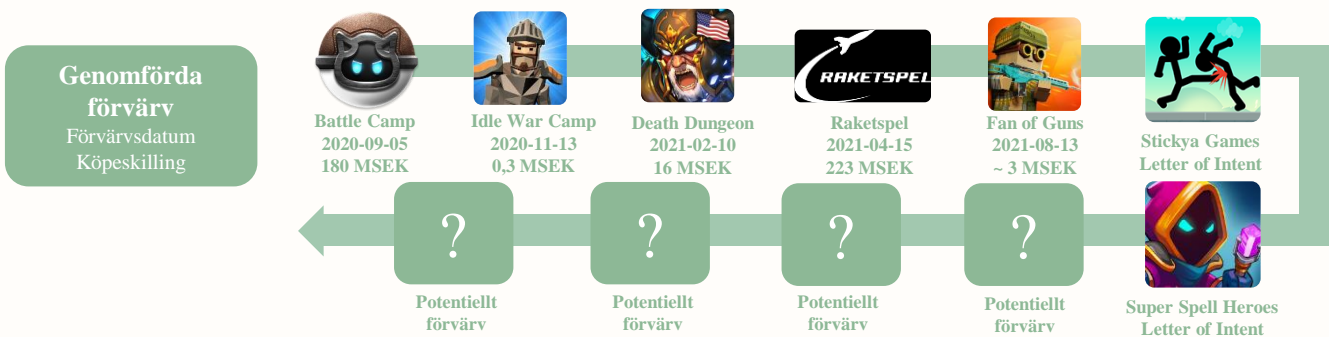 Genomförda
förvärv
Förvärvsdatum
Köpeskilling
RAKETSPEL
Battle Camp
2020-09-05
180 MSEK
Idle War Camp
2020-11-13
0,3 MSEK
Death Dungeon
2021-02-10
16 MSEK
Raketspel
2021-04-15
223 MSEK
Fan of Guns
2021-08-13
~ 3 MSEK
Stickya Games
Letter of Intent
?
Potentiellt
förvärv
?
Potentiellt
förvärv
?
Potentiellt
förvärv
?
Potentiellt
förvärv
Super Spell Heroes
Letter of Intent